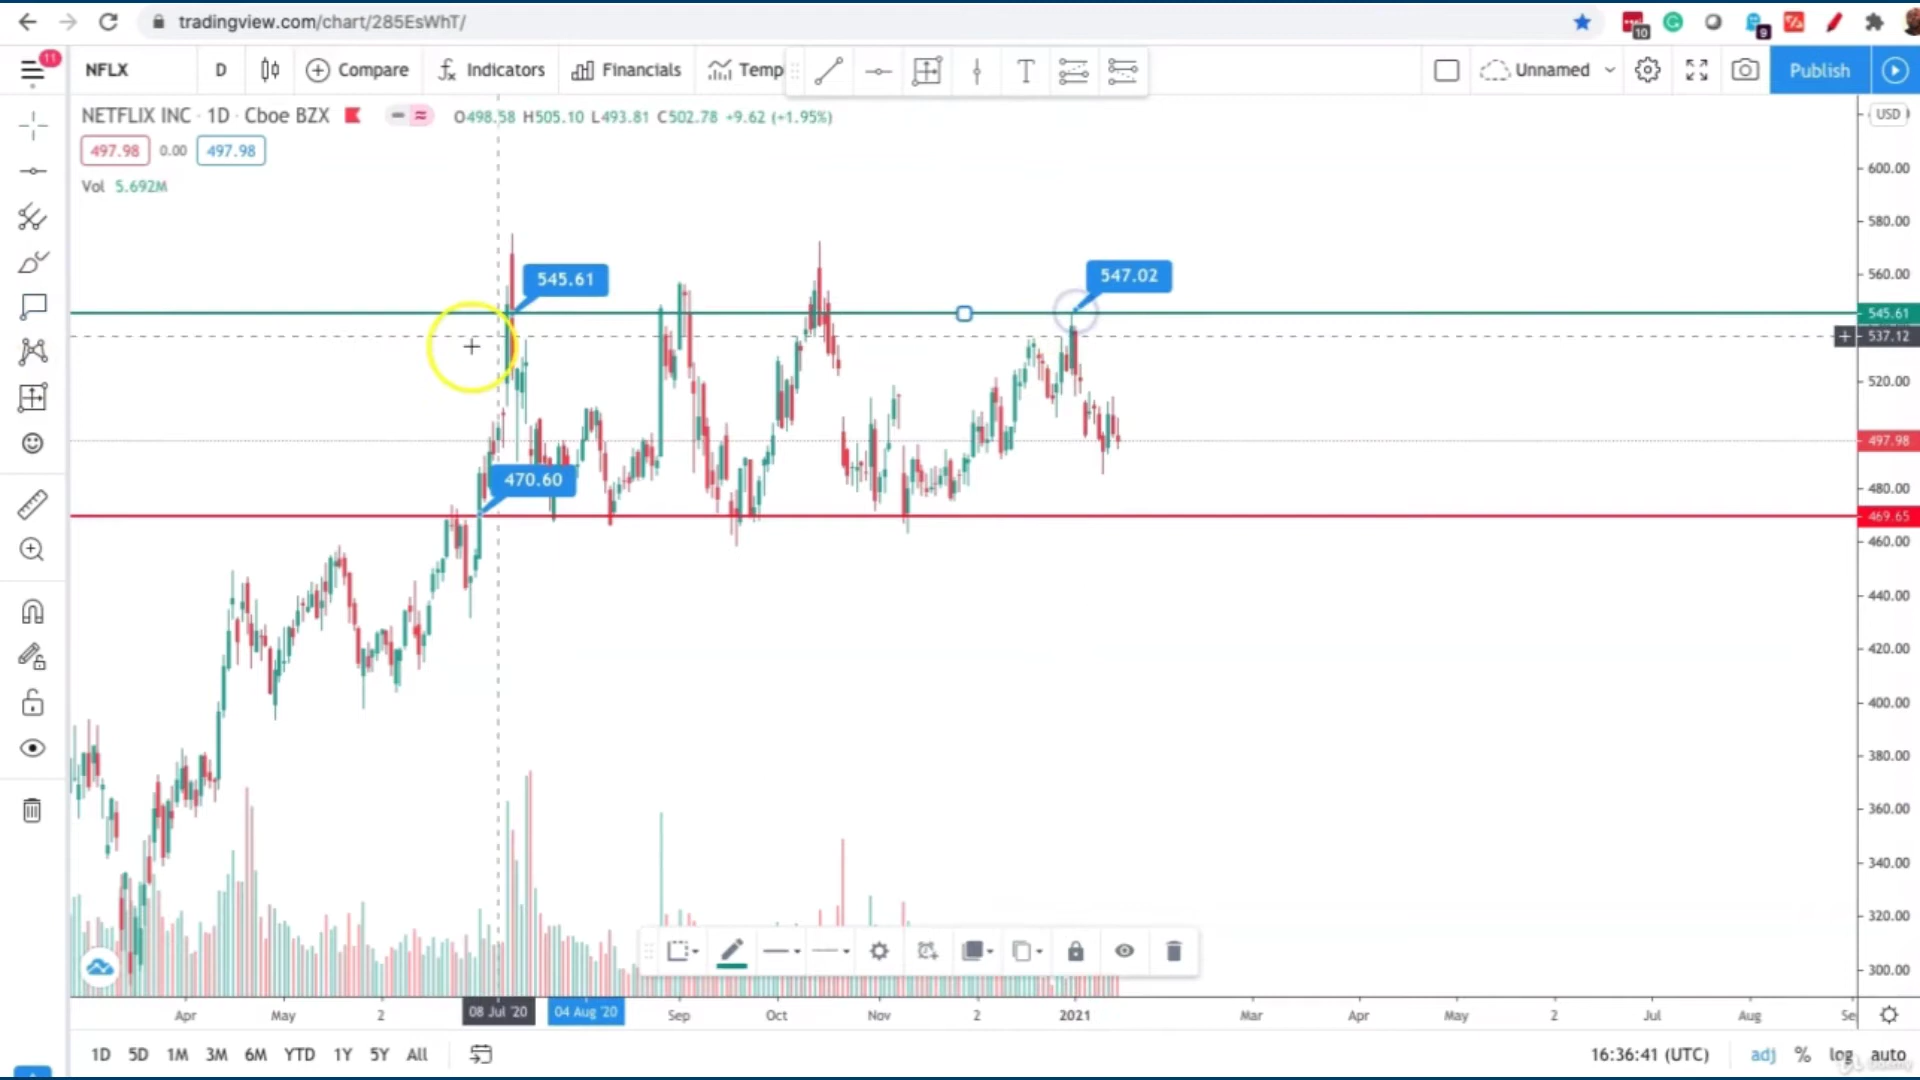 tradingview.com/chart/285EsWhT/
10
9
11
NFLX
D
Compare
Indicators
Financials
Temp
T
Unnamed
Publish
NETFLIX INC · 1D · Cboe BZX
O498.58 H505.10 L493.81 C502.78 +9.62 (+1.95%)
USD
497.98 0.00 497.98
Vol 5.692M
600.00
580.00
560.00
545.61
547.02
545.61
537.12
520.00
497.98
470.60
480.00
469.65
460.00
440.00
420.00
400.00
380.00
360.00
340.00
320.00
300.00
Apr May 2 08 Jul '20 04 Aug '20 Sep Oct Nov 2 2021 Mar Apr May 2 Jul Aug Se
1D 5D 1M 3M 6M YTD 1Y 5Y All
16:36:41 (UTC) adj % log auto